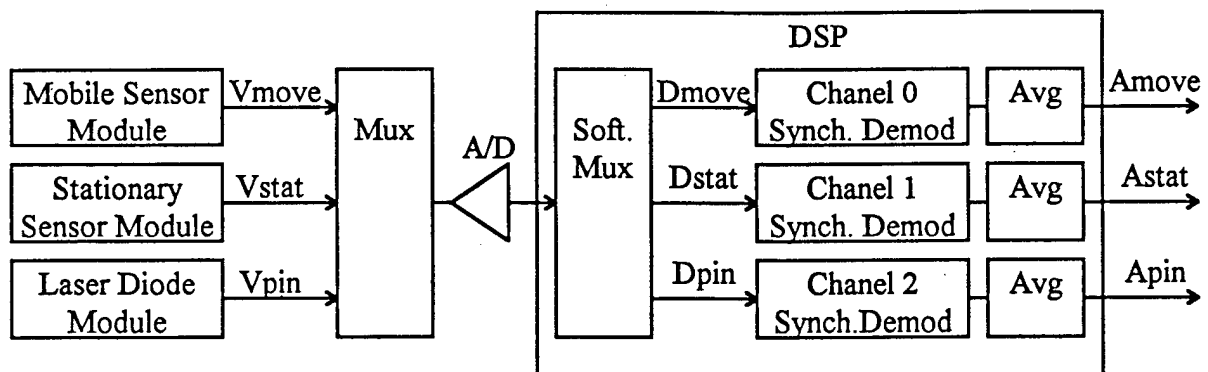 DSP
Mobile Sensor
Module
Vmove
Mux
A/D
Soft.
Mux
Dmove
Chanel 0
Synch. Demod
Avg
Amove
Stationary
Sensor Module
Vstat
Dstat
Chanel 1
Synch. Demod
Avg
Astat
Laser Diode
Module
Vpin
Dpin
Chanel 2
Synch.Demod
Avg
Apin